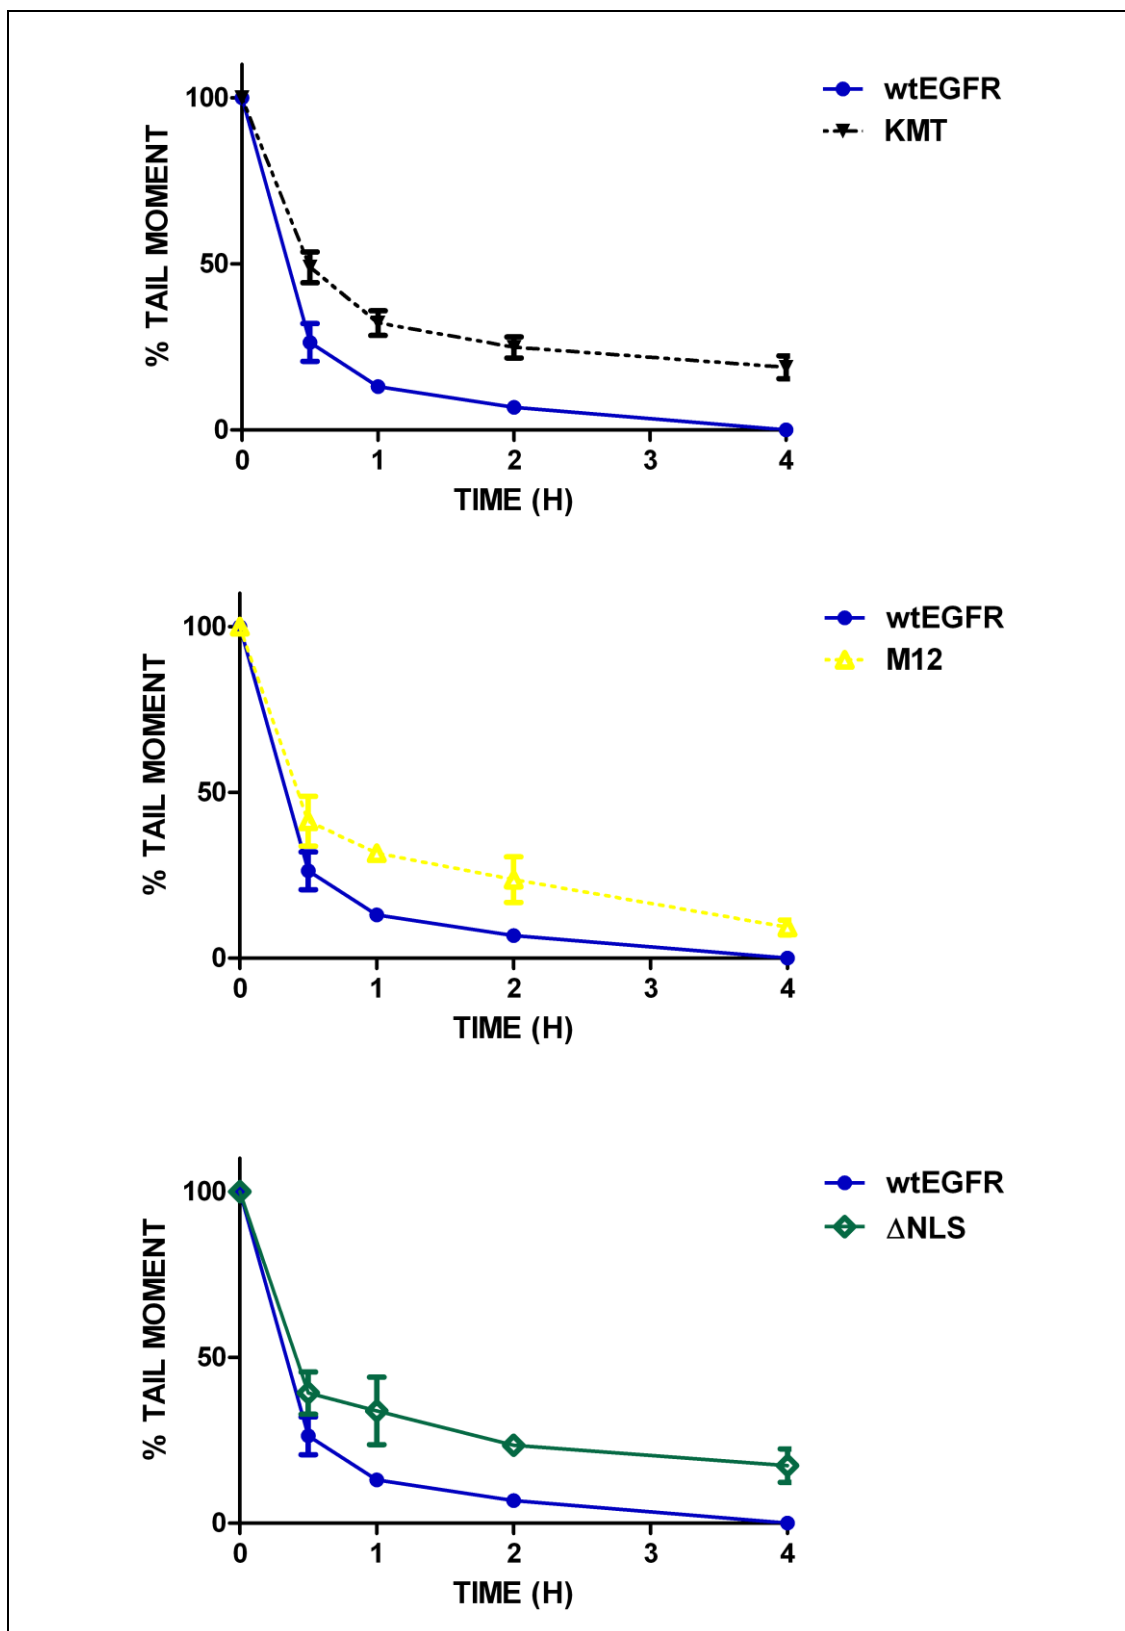 wtEGFR
KMT
% TAIL MOMENT
100
50
0
0 1 2 3 4
TIME (H)
wtEGFR
M12
% TAIL MOMENT
100
50
0
0 1 2 3 4
TIME (H)
wtEGFR
ΔNLS
% TAIL MOMENT
100
50
0
0 1 2 3 4
TIME (H)